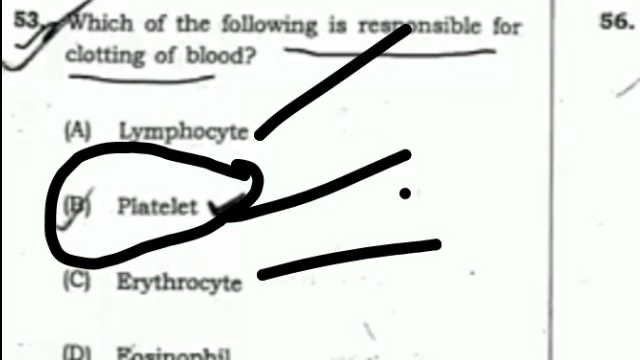 53. Which of the following is responsible for
clotting of blood?
(A) Lymphocyte
(B) Platelet
(C) Erythrocyte
(D) Eosinophil
56.